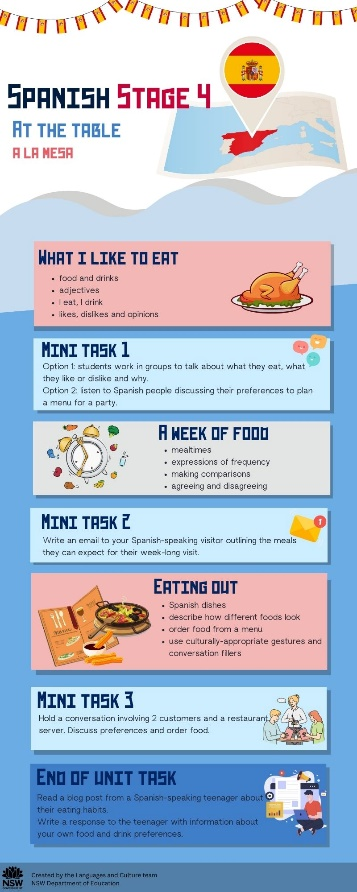 SPANISH STAGE 4
AT THE TABLE
A LA MESA
WHAT I LIKE TO EAT
• food and drinks
• adjectives
• I eat, I drink
• likes, dislikes and opinions
MINI TASK 1
Option 1: students work in groups to talk about what they eat, what
they like or dislike and why.
Option 2: listen to Spanish people discussing their preferences to plan
a menu for a party.
A WEEK OF FOOD
• mealtimes
• expressions of frequency
• making comparisons
• agreeing and disagreeing
MINI TASK 2
Write an email to your Spanish-speaking visitor outlining the meals
they can expect for their week-long visit.
1
EATING OUT
• Spanish dishes
• describe how different foods look
• order food from a menu
• use culturally-appropriate gestures and
conversation fillers
MINI TASK 3
Hold a conversation involving 2 customers and a restaurant
server. Discuss preferences and order food.
END OF UNIT TASK
Read a blog post from a Spanish-speaking teenager about
their eating habits.
Write a response to the teenager with information about
your own food and drink preferences.
NSW
Created by the Languages and Culture team
NSW Department of Education